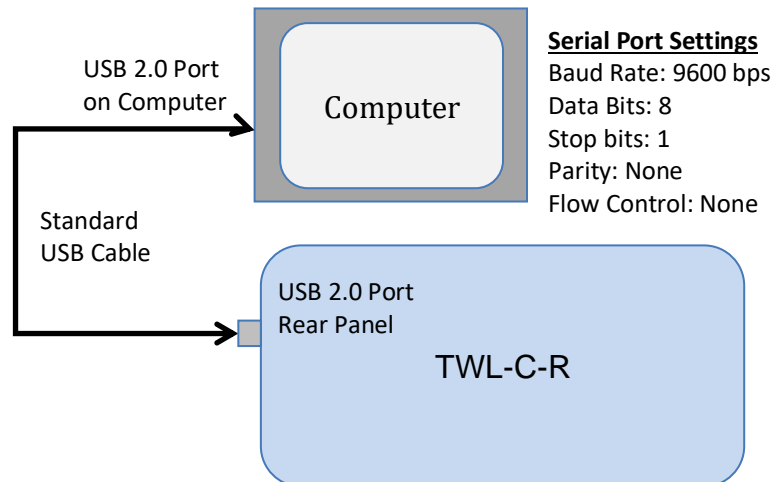 USB 2.0 Port
on Computer
Computer
Serial Port Settings
Baud Rate: 9600 bps
Data Bits: 8
Stop bits: 1
Parity: None
Flow Control: None
Standard
USB Cable
USB 2.0 Port
Rear Panel
TWL-C-R